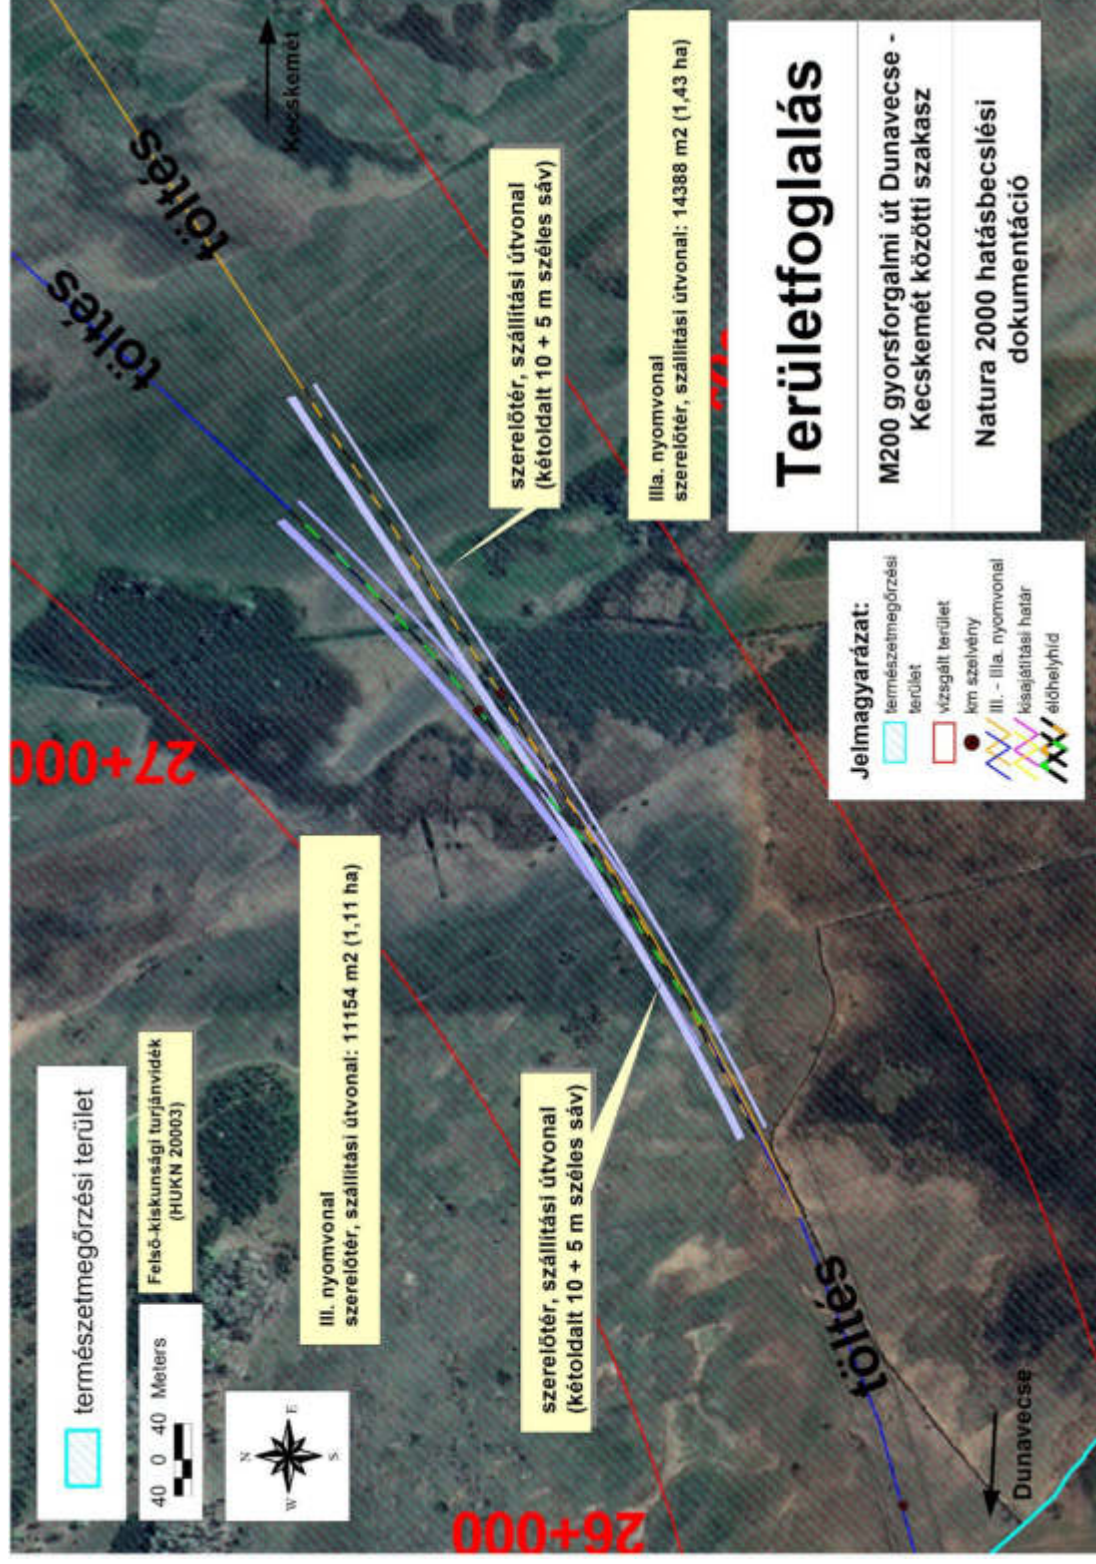 természetmegőrzési terület
Felső-kiskunsági turjánvidék
(HUKN 20003)
40 0 40 Meters
N
W E
S
III. nyomvonal
szerelőtér, szállítási útvonal: 11154 m2 (1,11 ha)
27+000
26+000
töltés
töltés
töltés
Kecskemét
Dunavecse
szerelőtér, szállítási útvonal
(kétoldalt 10 + 5 m széles sáv)
szerelőtér, szállítási útvonal
(kétoldalt 10 + 5 m széles sáv)
IIIa. nyomvonal
szerelőtér, szállítási útvonal: 14388 m2 (1,43 ha)
Jelmagyarázat:
természetmegőrzési
terület
vizsgált terület
km szelvény
III. - IIIa. nyomvonal
kisajátítási határ
élőhelyhíd
Területfoglalás
M200 gyorsforgalmi út Dunavecse -
Kecskemét közötti szakasz
Natura 2000 hatásbecslési
dokumentáció